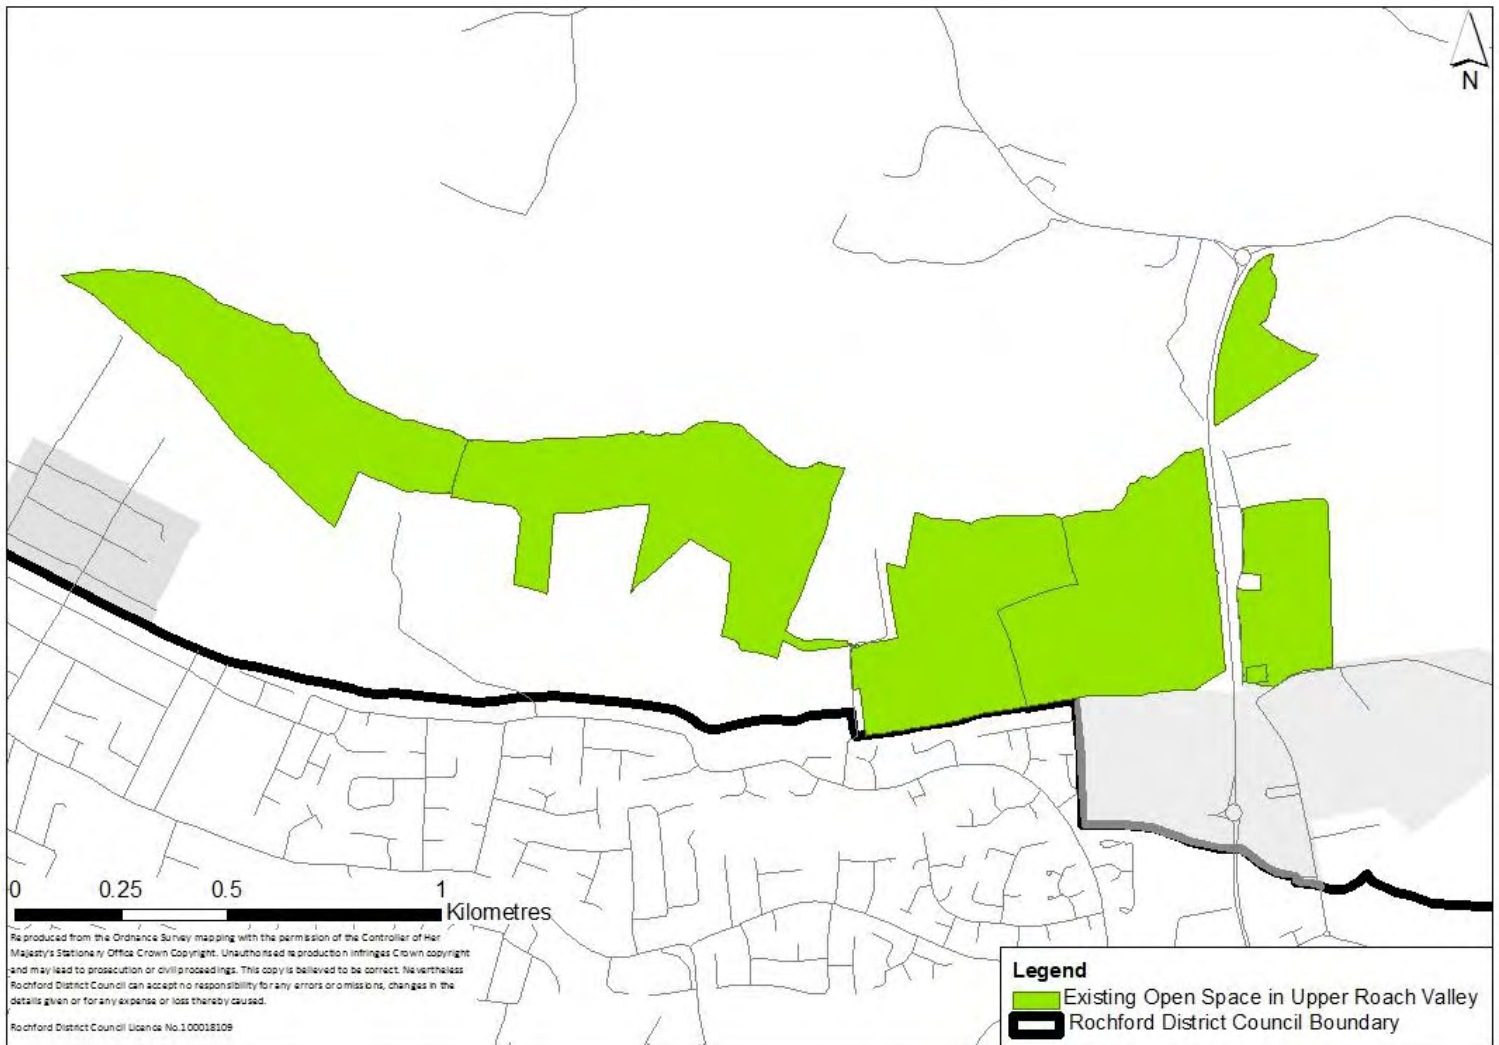 N
0 0.25 0.5 1
Kilometres
Reproduced from the Ordnance Survey mapping with the permission of the Controller of Her
Majesty's Stationery Office Crown Copyright. Unauthorised reproduction infringes Crown copyright
and may lead to prosecution or civil proceedings. This copy is believed to be correct. Nevertheless
Rochford District Council can accept no responsibility for any errors or omissions, changes in the
details given or for any expense or loss thereby caused.
Rochford District Council Licence No.100018109
Legend
Existing Open Space in Upper Roach Valley
Rochford District Council Boundary